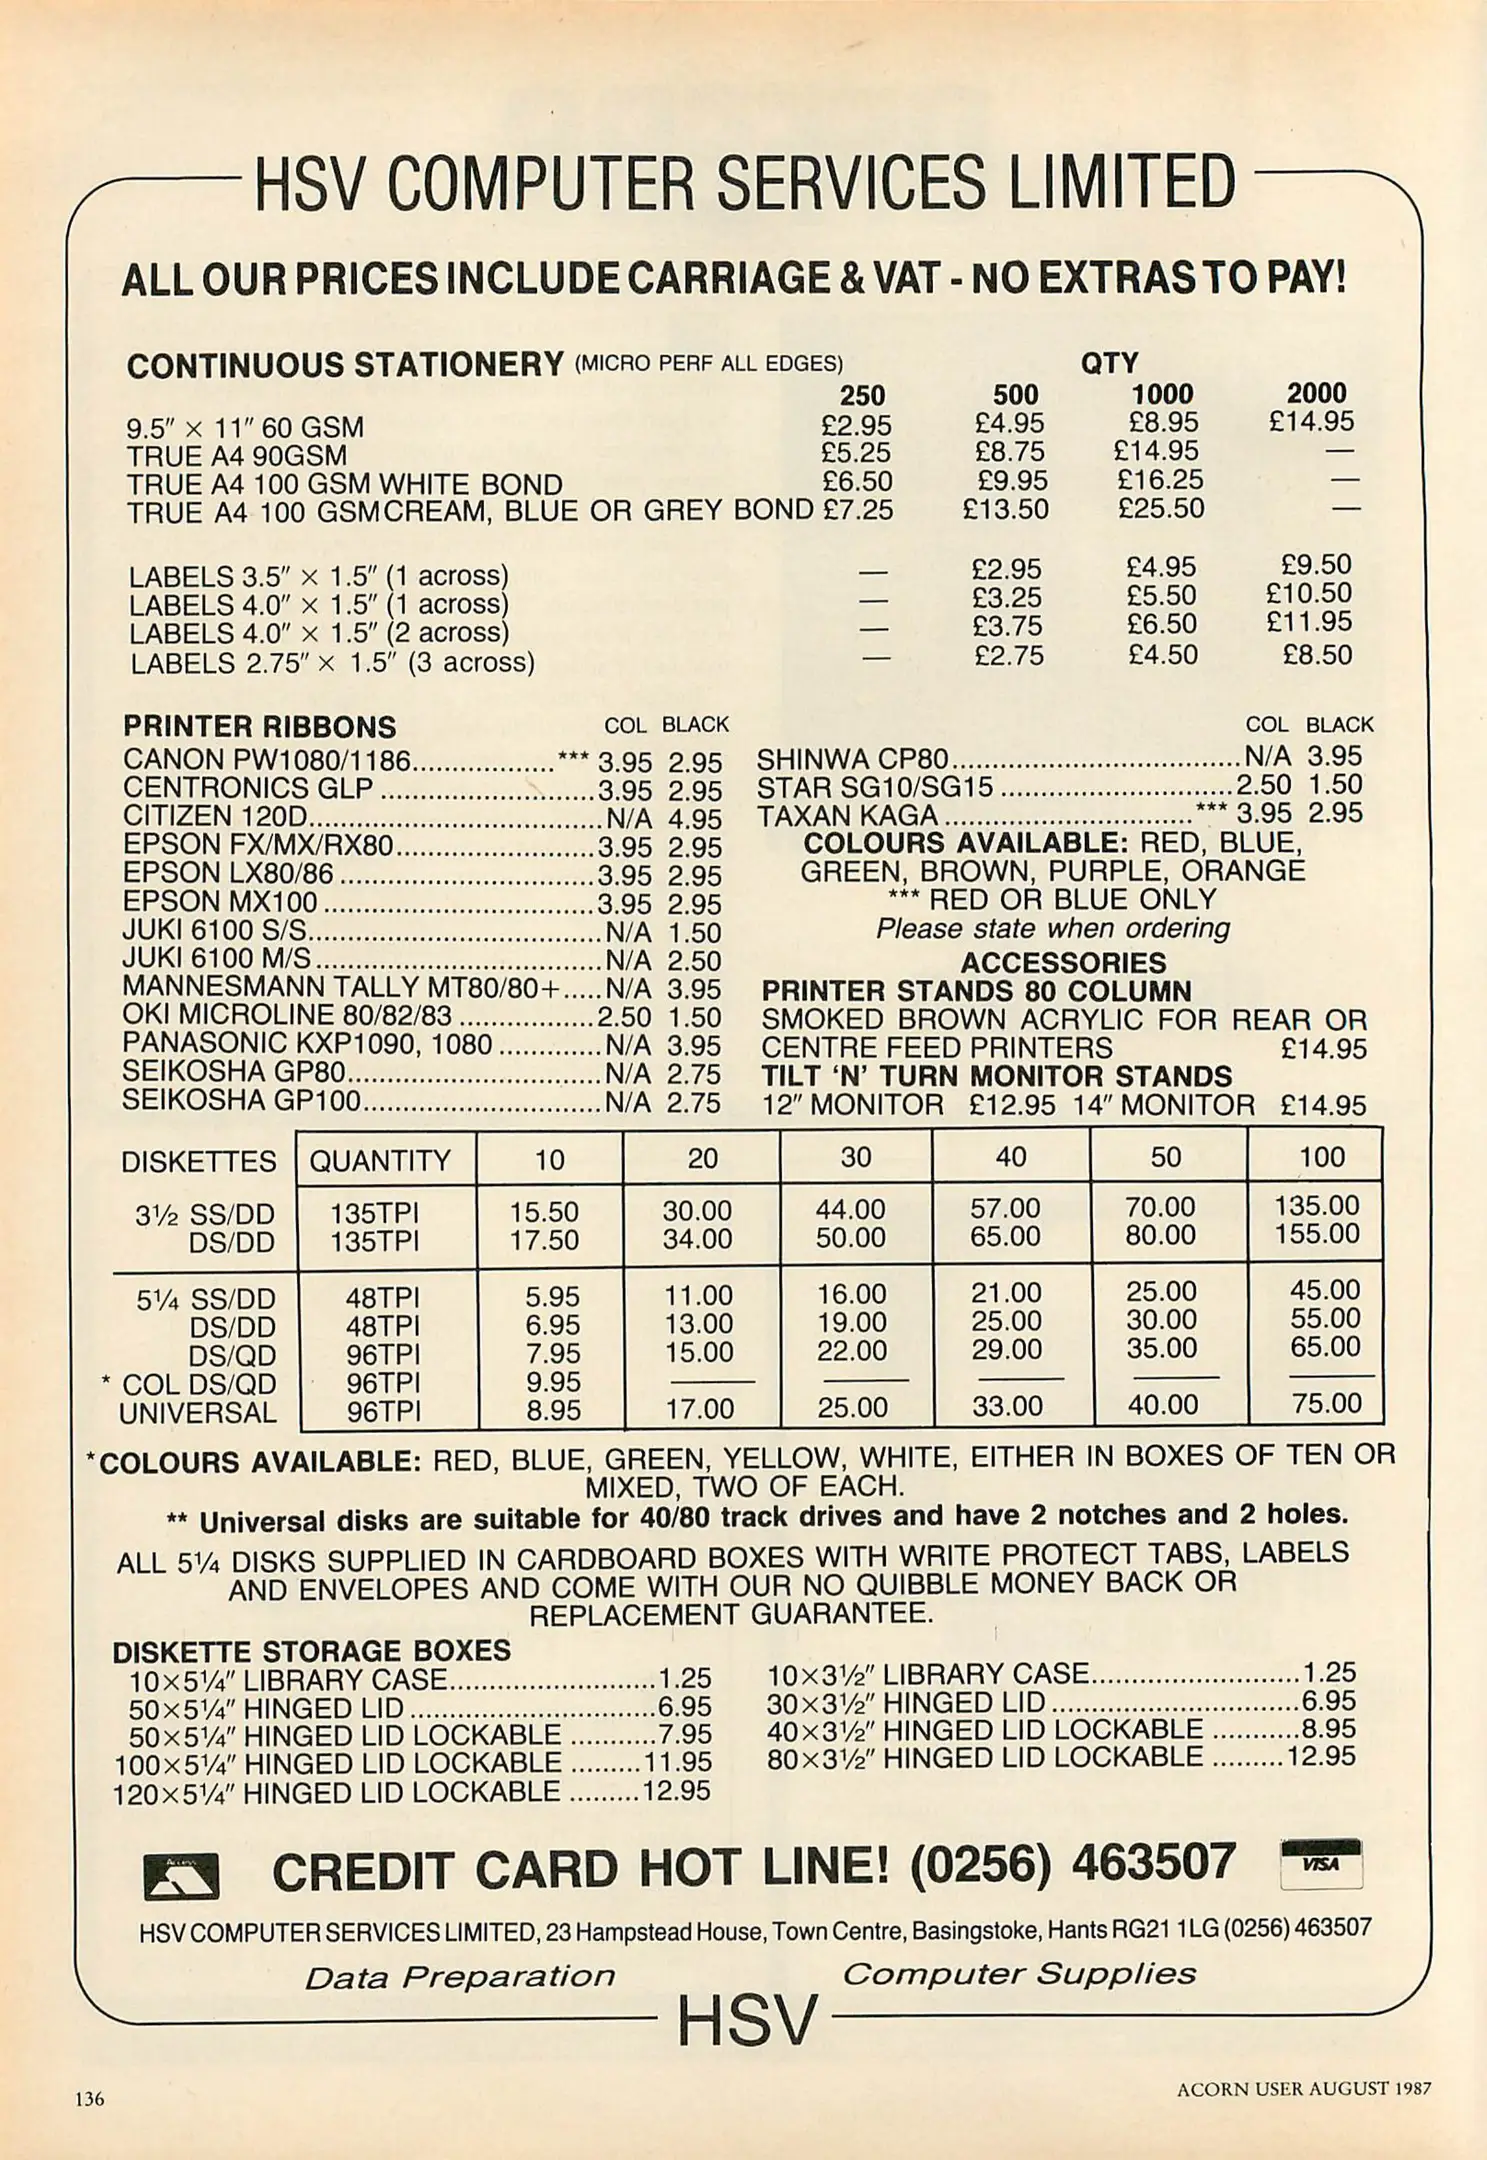 HSV COMPUTER SERVICES LIMITED
ALL OUR PRICES INCLUDE CARRIAGE & VAT - NO EXTRAS TO PAY!
CONTINUOUS STATIONERY (MICRO PERF ALL EDGES) QTY
250 500 1000 2000
9.5" × 11" 60 GSM £2.95 £4.95 £8.95 £14.95
TRUE A4 90GSM £5.25 £8.75 £14.95 —
TRUE A4 100 GSM WHITE BOND £6.50 £9.95 £16.25 —
TRUE A4 100 GSM CREAM, BLUE OR GREY BOND £7.25 £13.50 £25.50 —
LABELS 3.5" × 1.5" (1 across) — £2.95 £4.95 £9.50
LABELS 4.0" × 1.5" (1 across) — £3.25 £5.50 £10.50
LABELS 4.0" × 1.5" (2 across) — £3.75 £6.50 £11.95
LABELS 2.75" × 1.5" (3 across) — £2.75 £4.50 £8.50
PRINTER RIBBONS COL BLACK
CANON PW1080/1186..................*** 3.95 2.95
CENTRONICS GLP ...........................3.95 2.95
CITIZEN 120D.....................................N/A 4.95
EPSON FX/MX/RX80.........................3.95 2.95
EPSON LX80/86 ................................3.95 2.95
EPSON MX100 ..................................3.95 2.95
JUKI 6100 S/S.....................................N/A 1.50
JUKI 6100 M/S....................................N/A 2.50
MANNESMANN TALLY MT80/80+.....N/A 3.95
OKI MICROLINE 80/82/83 .................2.50 1.50
PANASONIC KXP1090, 1080 .............N/A 3.95
SEIKOSHA GP80................................N/A 2.75
SEIKOSHA GP100..............................N/A 2.75
COL BLACK
SHINWA CP80....................................N/A 3.95
STAR SG10/SG15 .............................2.50 1.50
TAXAN KAGA ...............................*** 3.95 2.95
COLOURS AVAILABLE: RED, BLUE,
GREEN, BROWN, PURPLE, ORANGE
*** RED OR BLUE ONLY
Please state when ordering
ACCESSORIES
PRINTER STANDS 80 COLUMN
SMOKED BROWN ACRYLIC FOR REAR OR
CENTRE FEED PRINTERS £14.95
TILT 'N' TURN MONITOR STANDS
12" MONITOR £12.95 14" MONITOR £14.95
DISKETTES QUANTITY 10 20 30 40 50 100
3½ SS/DD 135TPI 15.50 30.00 44.00 57.00 70.00 135.00
DS/DD 135TPI 17.50 34.00 50.00 65.00 80.00 155.00
5¼ SS/DD 48TPI 5.95 11.00 16.00 21.00 25.00 45.00
DS/DD 48TPI 6.95 13.00 19.00 25.00 30.00 55.00
DS/QD 96TPI 7.95 15.00 22.00 29.00 35.00 65.00
* COL DS/QD 96TPI 9.95 — — — — —
UNIVERSAL 96TPI 8.95 17.00 25.00 33.00 40.00 75.00
*COLOURS AVAILABLE: RED, BLUE, GREEN, YELLOW, WHITE, EITHER IN BOXES OF TEN OR
MIXED, TWO OF EACH.
** Universal disks are suitable for 40/80 track drives and have 2 notches and 2 holes.
ALL 5¼ DISKS SUPPLIED IN CARDBOARD BOXES WITH WRITE PROTECT TABS, LABELS
AND ENVELOPES AND COME WITH OUR NO QUIBBLE MONEY BACK OR
REPLACEMENT GUARANTEE.
DISKETTE STORAGE BOXES
10×5¼" LIBRARY CASE..........................1.25
50×5¼" HINGED LID ...............................6.95
50×5¼" HINGED LID LOCKABLE ...........7.95
100×5¼" HINGED LID LOCKABLE .........11.95
120×5¼" HINGED LID LOCKABLE .........12.95
10×3½" LIBRARY CASE..........................1.25
30×3½" HINGED LID ...............................6.95
40×3½" HINGED LID LOCKABLE ...........8.95
80×3½" HINGED LID LOCKABLE .........12.95
Access CREDIT CARD HOT LINE! (0256) 463507 VISA
HSV COMPUTER SERVICES LIMITED, 23 Hampstead House, Town Centre, Basingstoke, Hants RG21 1LG (0256) 463507
Data Preparation Computer Supplies
HSV
136 ACORN USER AUGUST 1987